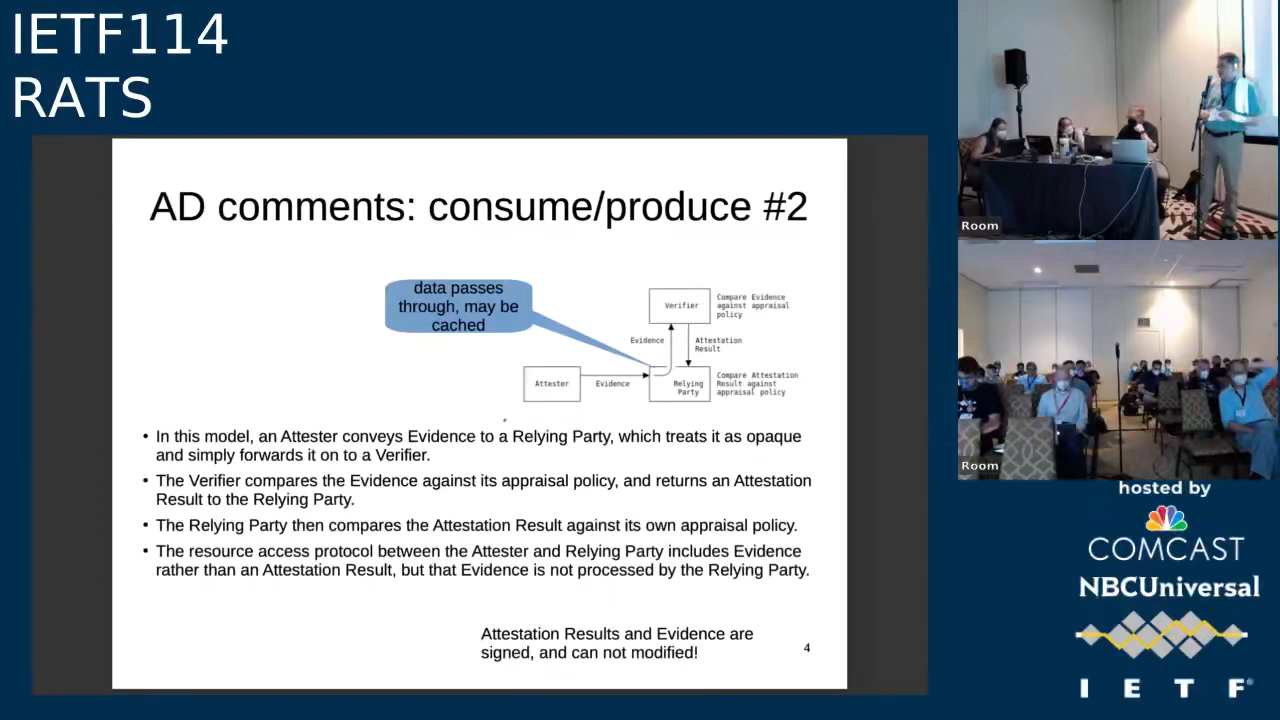 IETF114
RATS
AD comments: consume/produce #2
data passes
through, may be
cached
Verifier
Compare Evidence
against appraisal
policy
Evidence
Attestation
Result
Attester
Evidence
Relying
Party
Compare Attestation
Result against
appraisal policy
• In this model, an Attester conveys Evidence to a Relying Party, which treats it as opaque
and simply forwards it on to a Verifier.
• The Verifier compares the Evidence against its appraisal policy, and returns an Attestation
Result to the Relying Party.
• The Relying Party then compares the Attestation Result against its own appraisal policy.
• The resource access protocol between the Attester and Relying Party includes Evidence
rather than an Attestation Result, but that Evidence is not processed by the Relying Party.
Attestation Results and Evidence are
signed, and can not modified!
4
Room
Room
hosted by
COMCAST
NBCUniversal
I E T F®